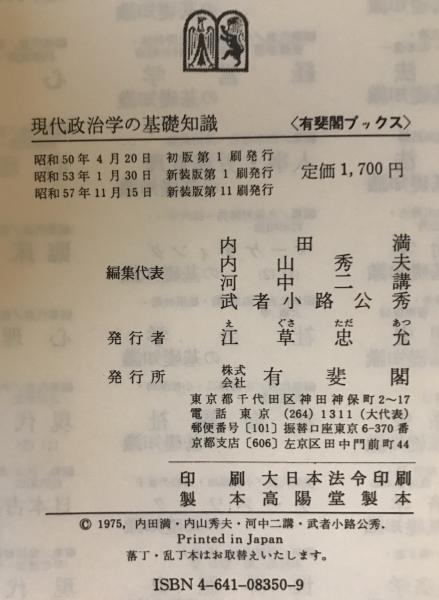 現代政治学の基礎知識 〈有斐閣ブックス〉
昭和50年4月20日 初版第1刷発行
昭和53年1月30日 新装版第1刷発行 定価1,700円
昭和57年11月15日 新装版第11刷発行
内田満
内山秀夫
編集代表
河中二講
武者小路公秀
え ぐさ ただ あつ
発行者 江草忠允
発行所 株式会社 有斐閣
東京都千代田区神田神保町2〜17
電話 東京 (264) 1311 (大代表)
郵便番号〔101〕振替口座東京6-370番
京都支店〔606〕左京区田中門前町44
印刷 大日本法令印刷
製本 高陽堂製本
© 1975, 内田満・内山秀夫・河中二講・武者小路公秀.
Printed in Japan
落丁・乱丁本はお取替えいたします。
ISBN 4-641-08350-9